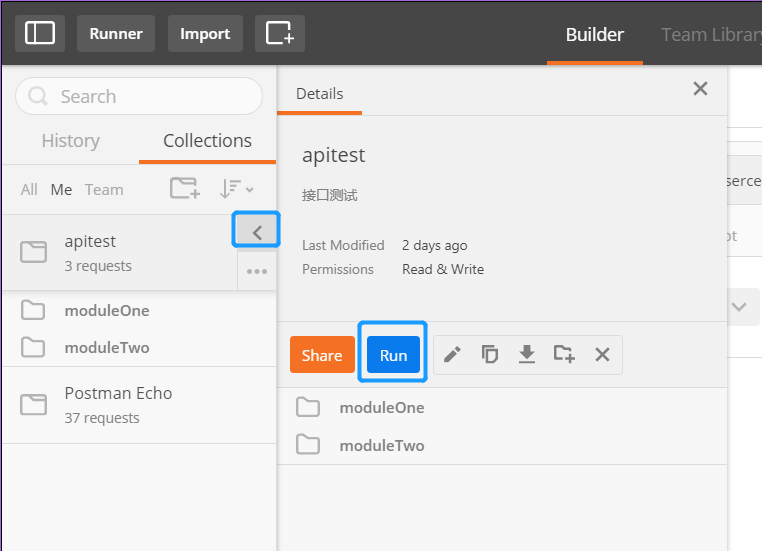 Runner
Import
Builder
Team Library
Search
History
Collections
All Me Team
apitest
3 requests
moduleOne
moduleTwo
Postman Echo
37 requests
Details
apitest
接口测试
Last Modified 2 days ago
Permissions Read & Write
Share
Run
moduleOne
moduleTwo